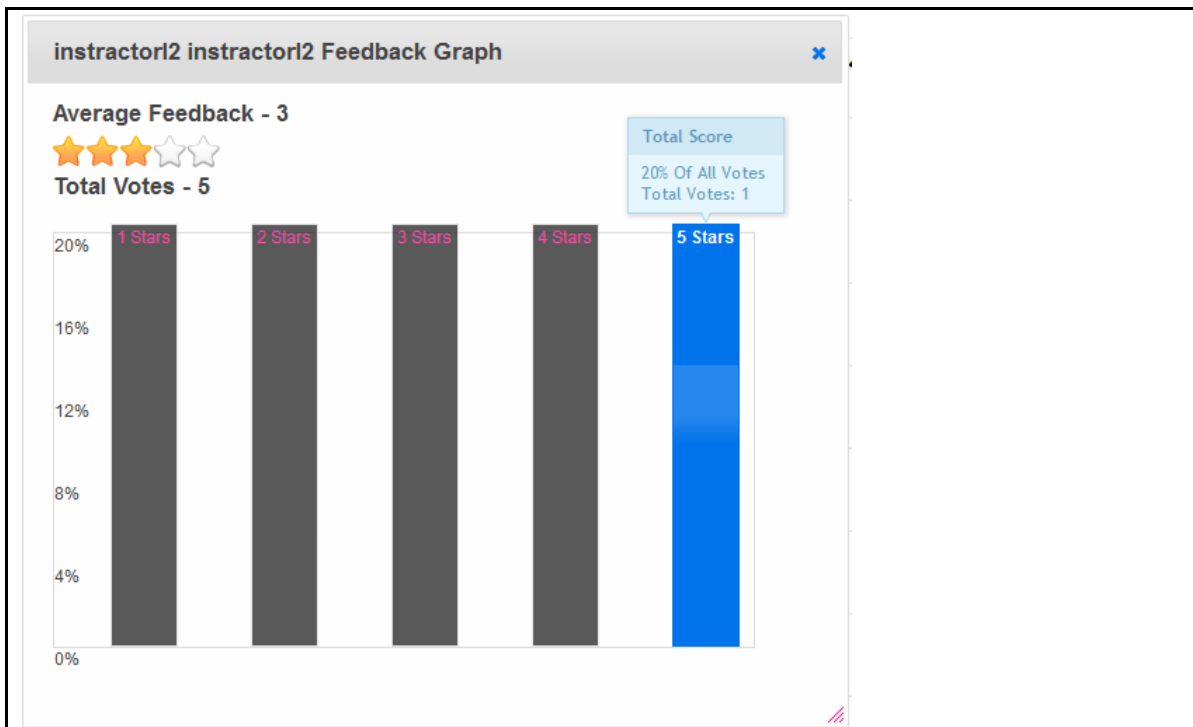 instractorl2 instractorl2 Feedback Graph
Average Feedback - 3
Total Votes - 5
Total Score
20% Of All Votes
Total Votes: 1
1 Stars
2 Stars
3 Stars
4 Stars
5 Stars
20%
16%
12%
8%
4%
0%